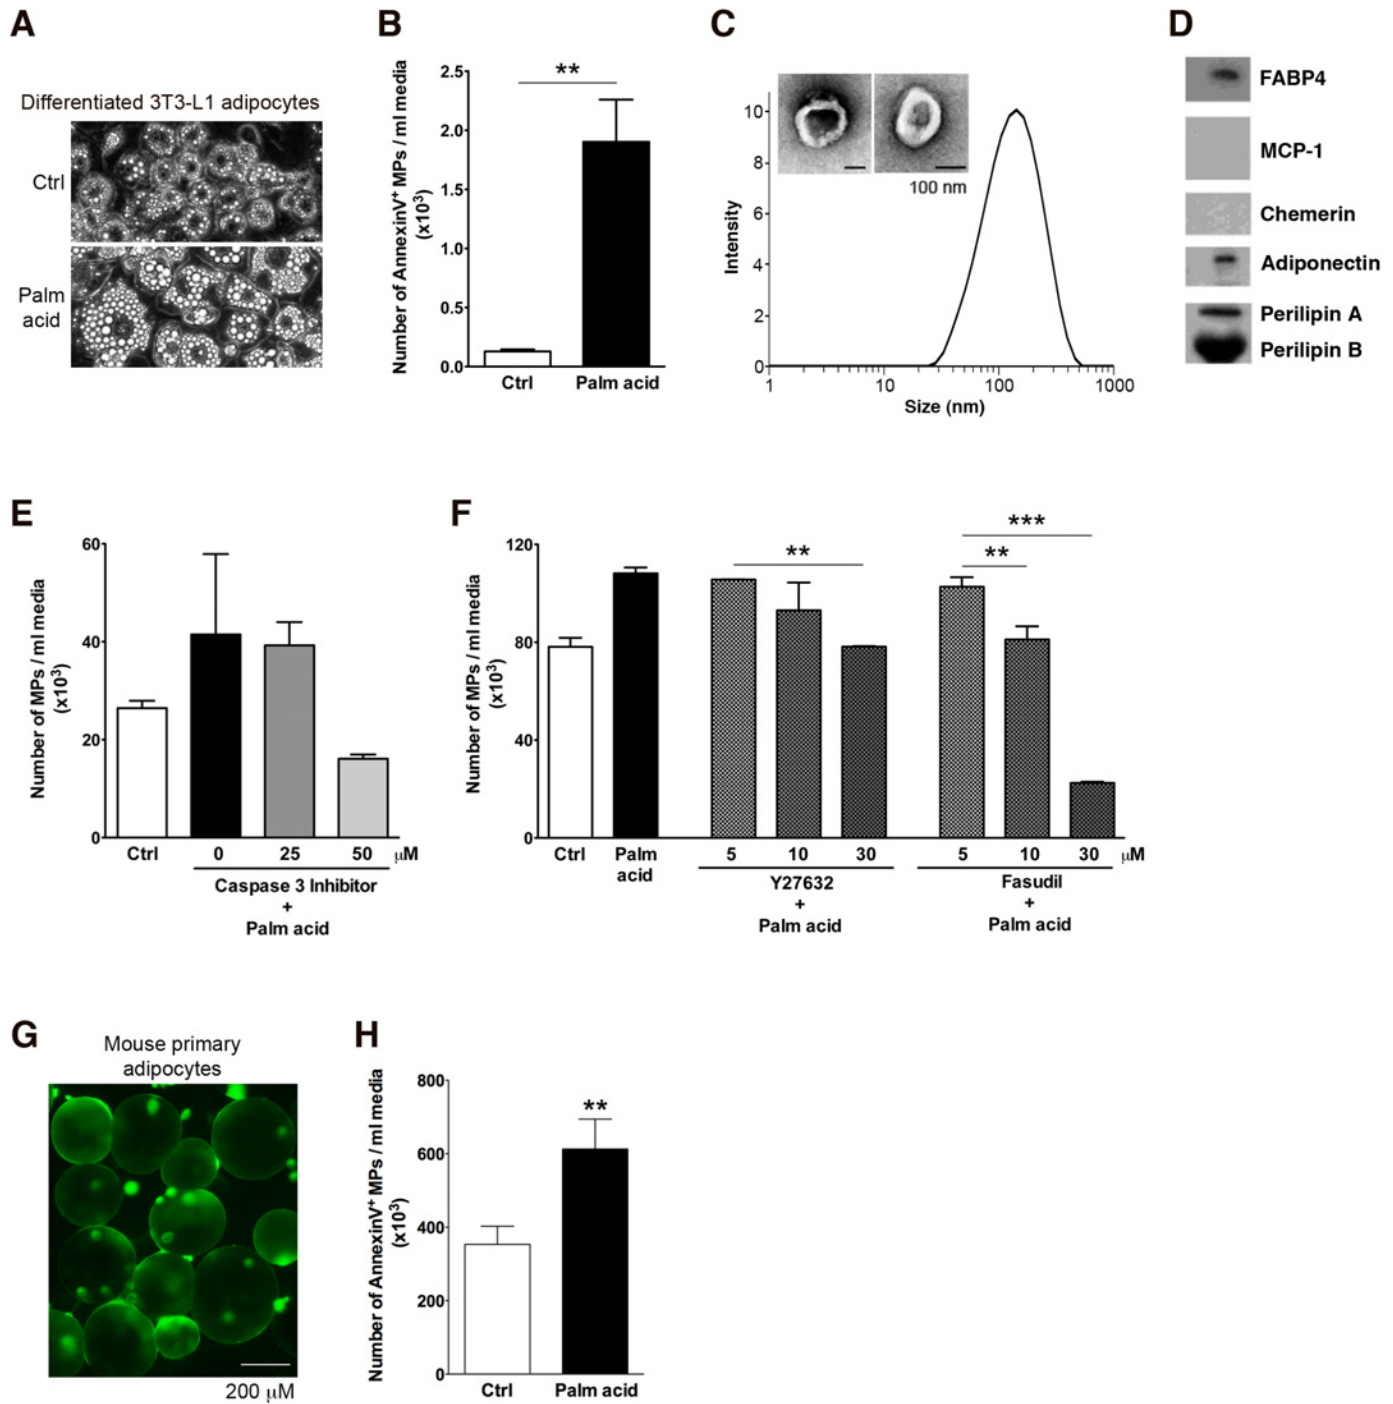 A
Differentiated 3T3-L1 adipocytes
Ctrl
Palm
acid
B
Number of AnnexinV+ MPs / ml media
(x10³)
2.5
2.0
1.5
1.0
0.5
0.0
**
Ctrl
Palm acid
C
Intensity
10
8
6
4
2
0
100 nm
1
10
100
1000
Size (nm)
D
FABP4
MCP-1
Chemerin
Adiponectin
Perilipin A
Perilipin B
E
Number of MPs / ml media
(x10³)
60
40
20
0
Ctrl
0
25
50
μM
Caspase 3 Inhibitor
+
Palm acid
F
Number of MPs / ml media
(x10³)
120
80
40
0
**
***
**
Ctrl
Palm
acid
5
10
30
5
10
30
μM
Y27632
+
Palm acid
Fasudil
+
Palm acid
G
Mouse primary
adipocytes
200 μM
H
Number of AnnexinV+ MPs / ml media
(x10³)
800
600
400
200
0
**
Ctrl
Palm acid